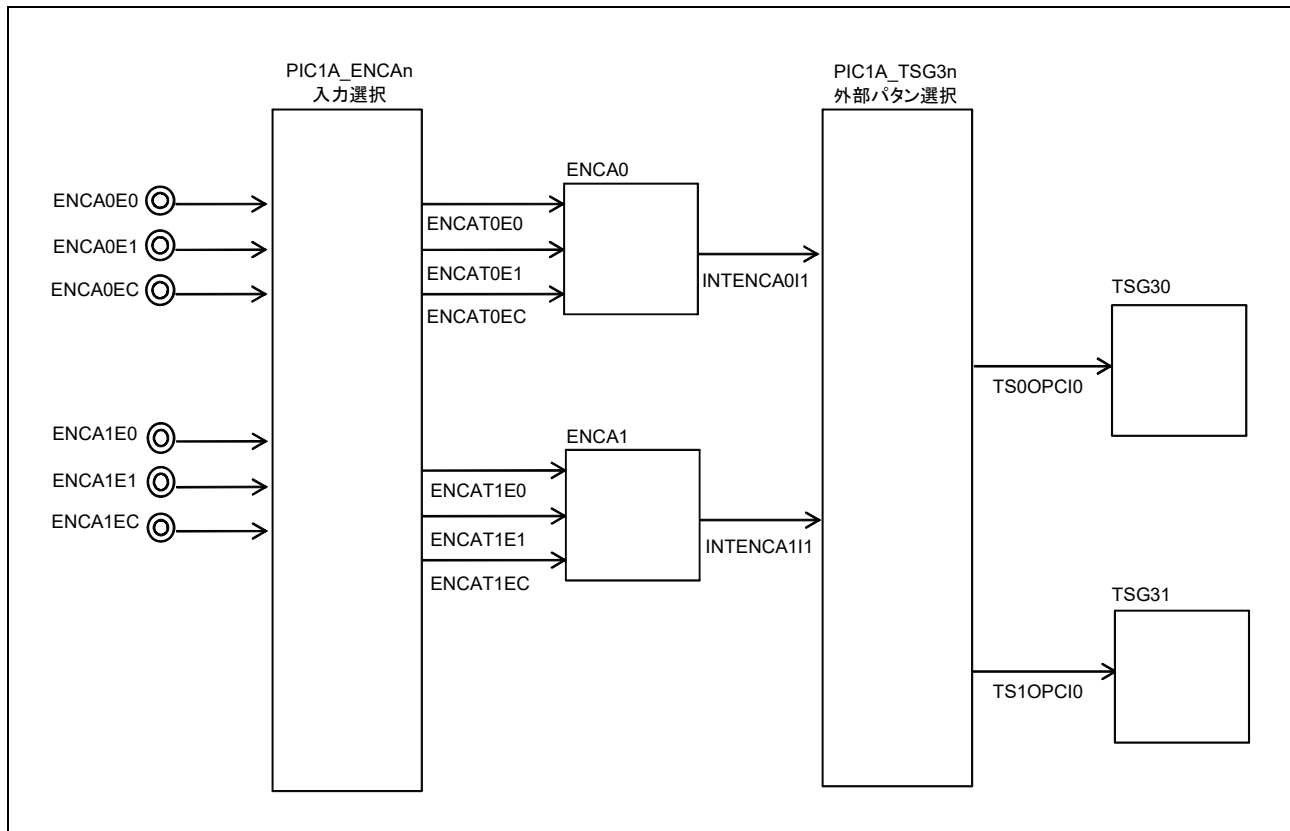 PIC1A_ENCAn
入力選択
PIC1A_TSG3n
外部パタン選択
ENCA0
ENCA0E0
ENCA0E1
ENCA0EC
ENCAT0E0
ENCAT0E1
ENCAT0EC
INTENCA0I1
TSG30
TS0OPCI0
ENCA1
ENCA1E0
ENCA1E1
ENCA1EC
ENCAT1E0
ENCAT1E1
ENCAT1EC
INTENCA1I1
TSG31
TS1OPCI0